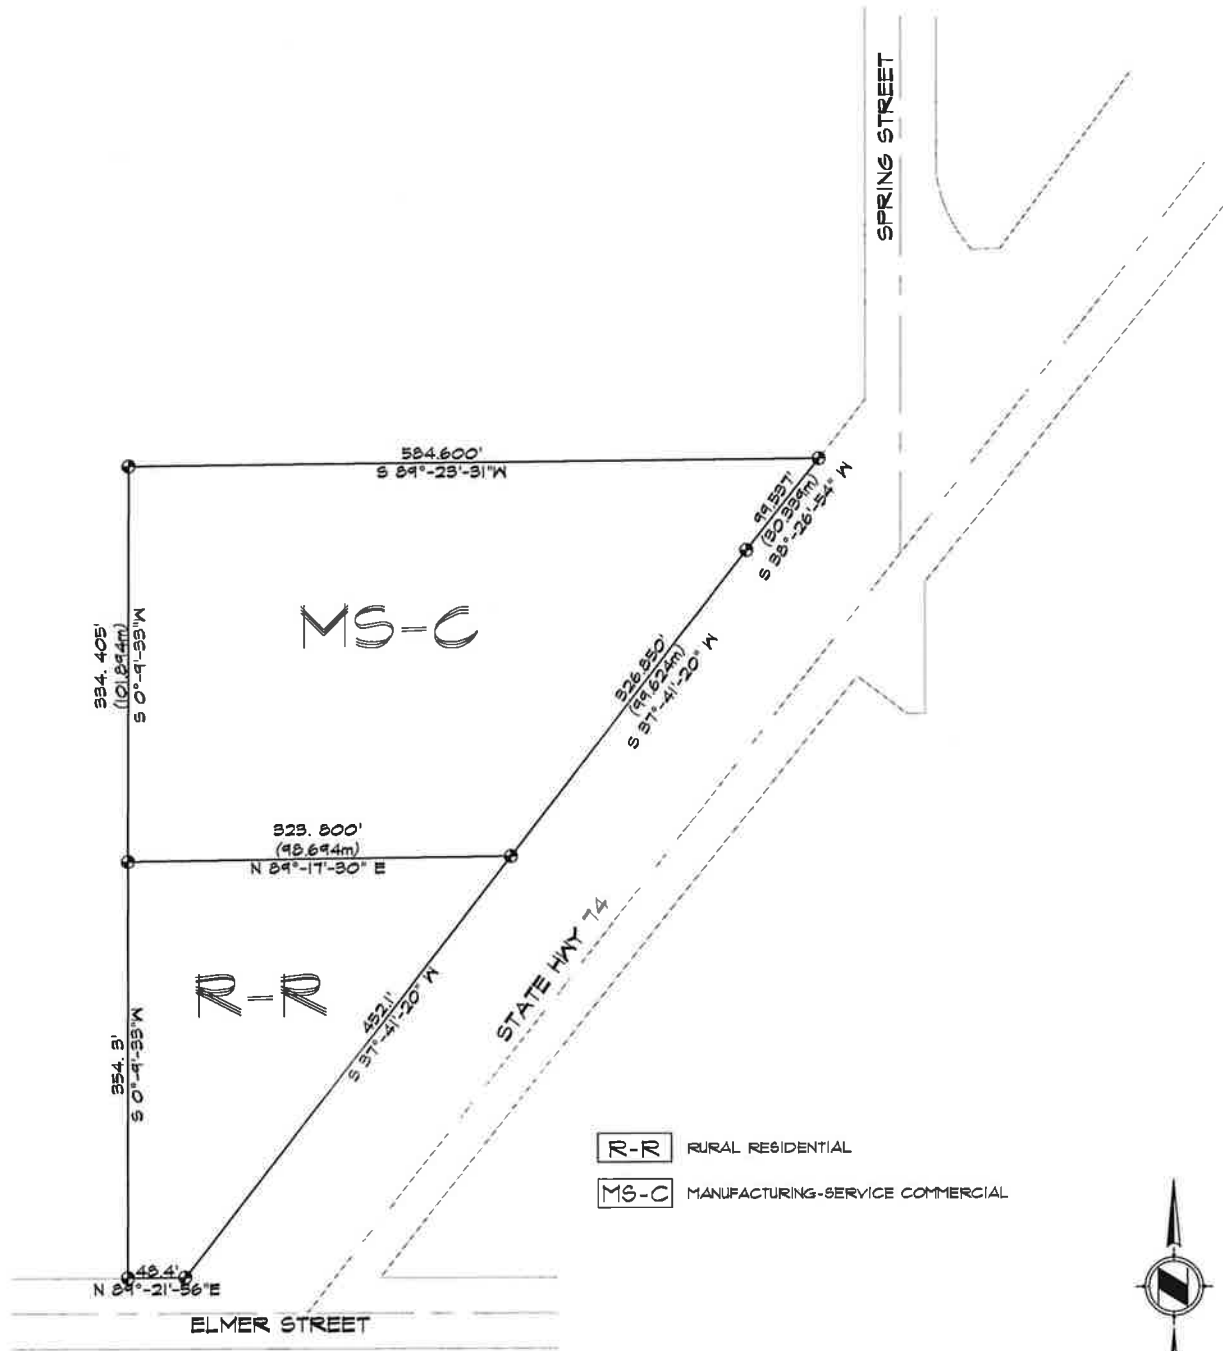 SPRING STREET
584.600'
S 89°-23'-31"W
99.537'
(30.339m)
S 38°-26'-54" W
334. 405'
(101.894m)
S 0°-9'-33"W
MS-C
326.850'
(99.624m)
S 37°-41'-20" W
323. 800'
(98.694m)
N 89°-17'-30" E
R-R
452.1'
S 37°-41'-20" W
STATE HWY 74
354. 3'
S 0°-9'-33"W
R-R RURAL RESIDENTIAL
MS-C MANUFACTURING-SERVICE COMMERCIAL
48.4'
N 89°-21'-56"E
ELMER STREET
N